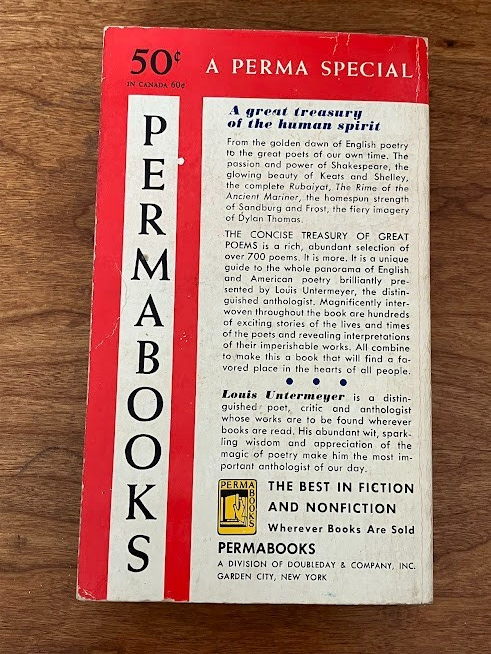 50¢ A PERMA SPECIAL
IN CANADA 60¢
PERMABOOKS
A great treasury
of the human spirit
From the golden dawn of English poetry
to the great poets of our own time. The
passion and power of Shakespeare, the
glowing beauty of Keats and Shelley,
the complete Rubaiyat, The Rime of the
Ancient Mariner, the homespun strength
of Sandburg and Frost, the fiery imagery
of Dylan Thomas.
THE CONCISE TREASURY OF GREAT
POEMS is a rich, abundant selection of
over 700 poems. It is more. It is a unique
guide to the whole panorama of English
and American poetry brilliantly pre-
sented by Louis Untermeyer, the distin-
guished anthologist. Magnificently inter-
woven throughout the book are hundreds
of exciting stories of the lives and times
of the poets and revealing interpretations
of their imperishable works. All combine
to make this a book that will find a fa-
vored place in the hearts of all people.
Louis Untermeyer is a distin-
guished poet, critic and anthologist
whose works are to be found wherever
books are read. His abundant wit, spark-
ling wisdom and appreciation of the
magic of poetry make him the most im-
portant anthologist of our day.
PERMA BOOKS
THE BEST IN FICTION
AND NONFICTION
Wherever Books Are Sold
PERMABOOKS
A DIVISION OF DOUBLEDAY & COMPANY, INC.
GARDEN CITY, NEW YORK